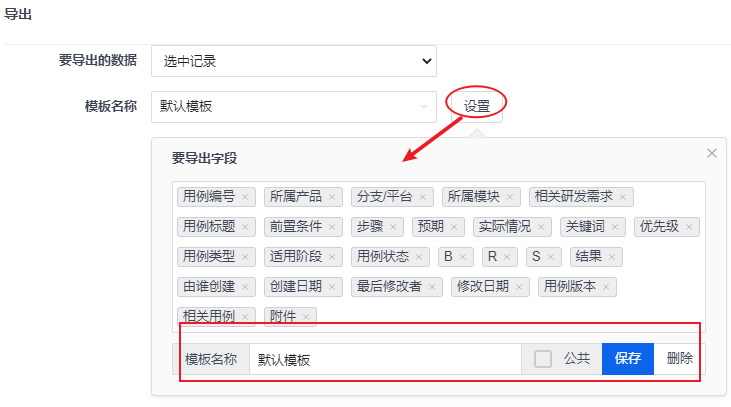 导出
要导出的数据 选中记录
模板名称 默认模板 设置
要导出字段
用例编号 × 所属产品 × 分支/平台 × 所属模块 × 相关研发需求 ×
用例标题 × 前置条件 × 步骤 × 预期 × 实际情况 × 关键词 × 优先级 ×
用例类型 × 适用阶段 × 用例状态 × B × R × S × 结果 ×
由谁创建 × 创建日期 × 最后修改者 × 修改日期 × 用例版本 ×
相关用例 × 附件 ×
模板名称 默认模板 公共 保存 删除